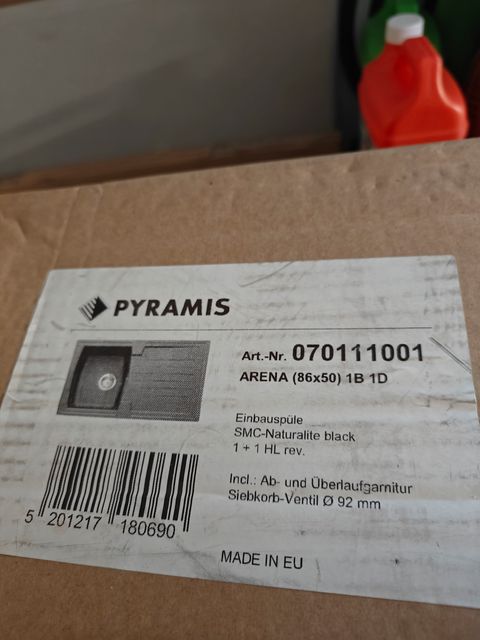 PYRAMIS
Art.-Nr. 070111001
ARENA (86x50) 1B 1D
Einbauspüle
SMC-Naturalite black
1 + 1 HL rev.
Incl.: Ab- und Überlaufgarnitur
Siebkorb-Ventil Ø 92 mm
5 201217 180690
MADE IN EU